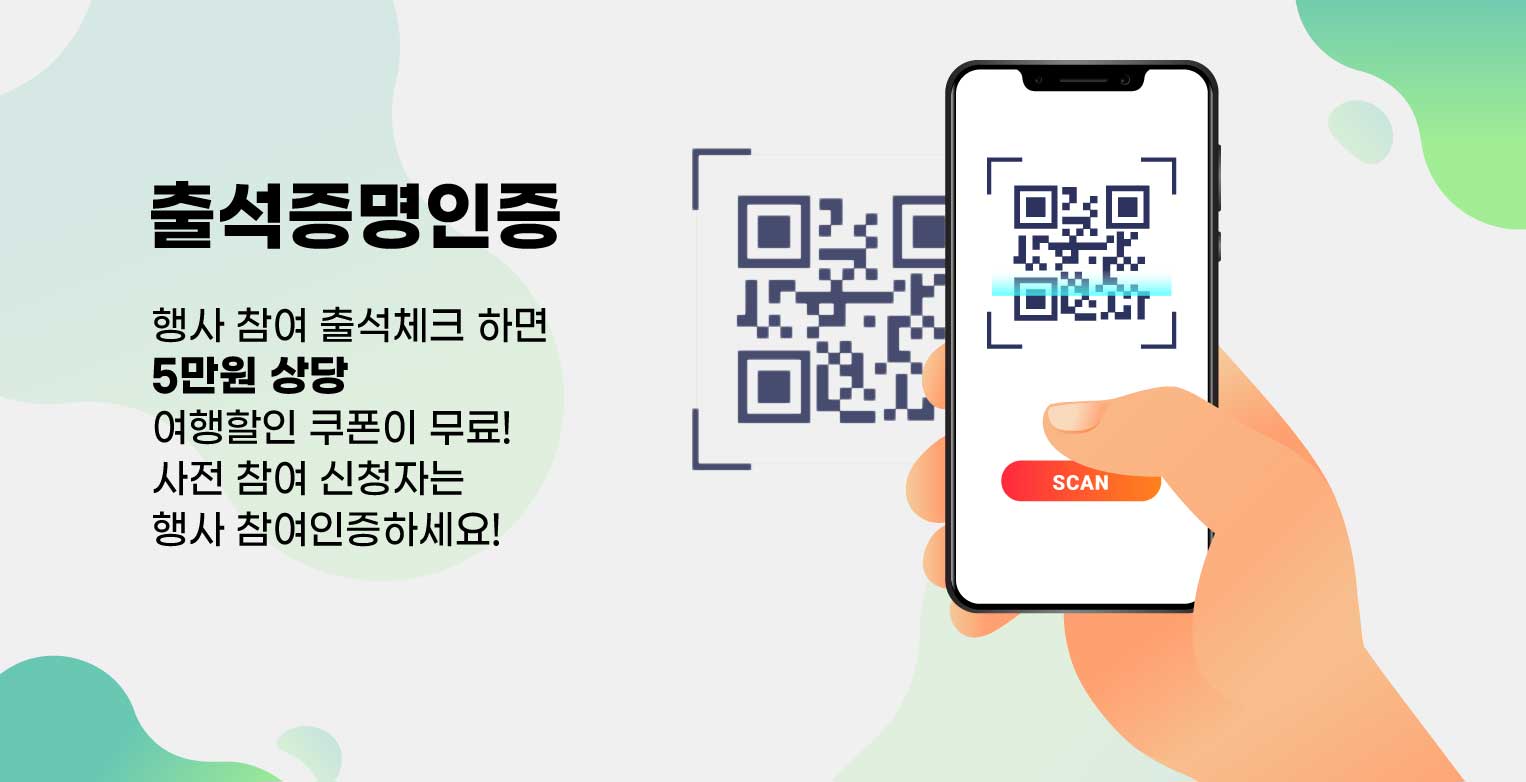 출석증명인증
행사 참여 출석체크 하면
5만원 상당
여행할인 쿠폰이 무료!
사전 참여 신청자는
행사 참여인증하세요!
SCAN